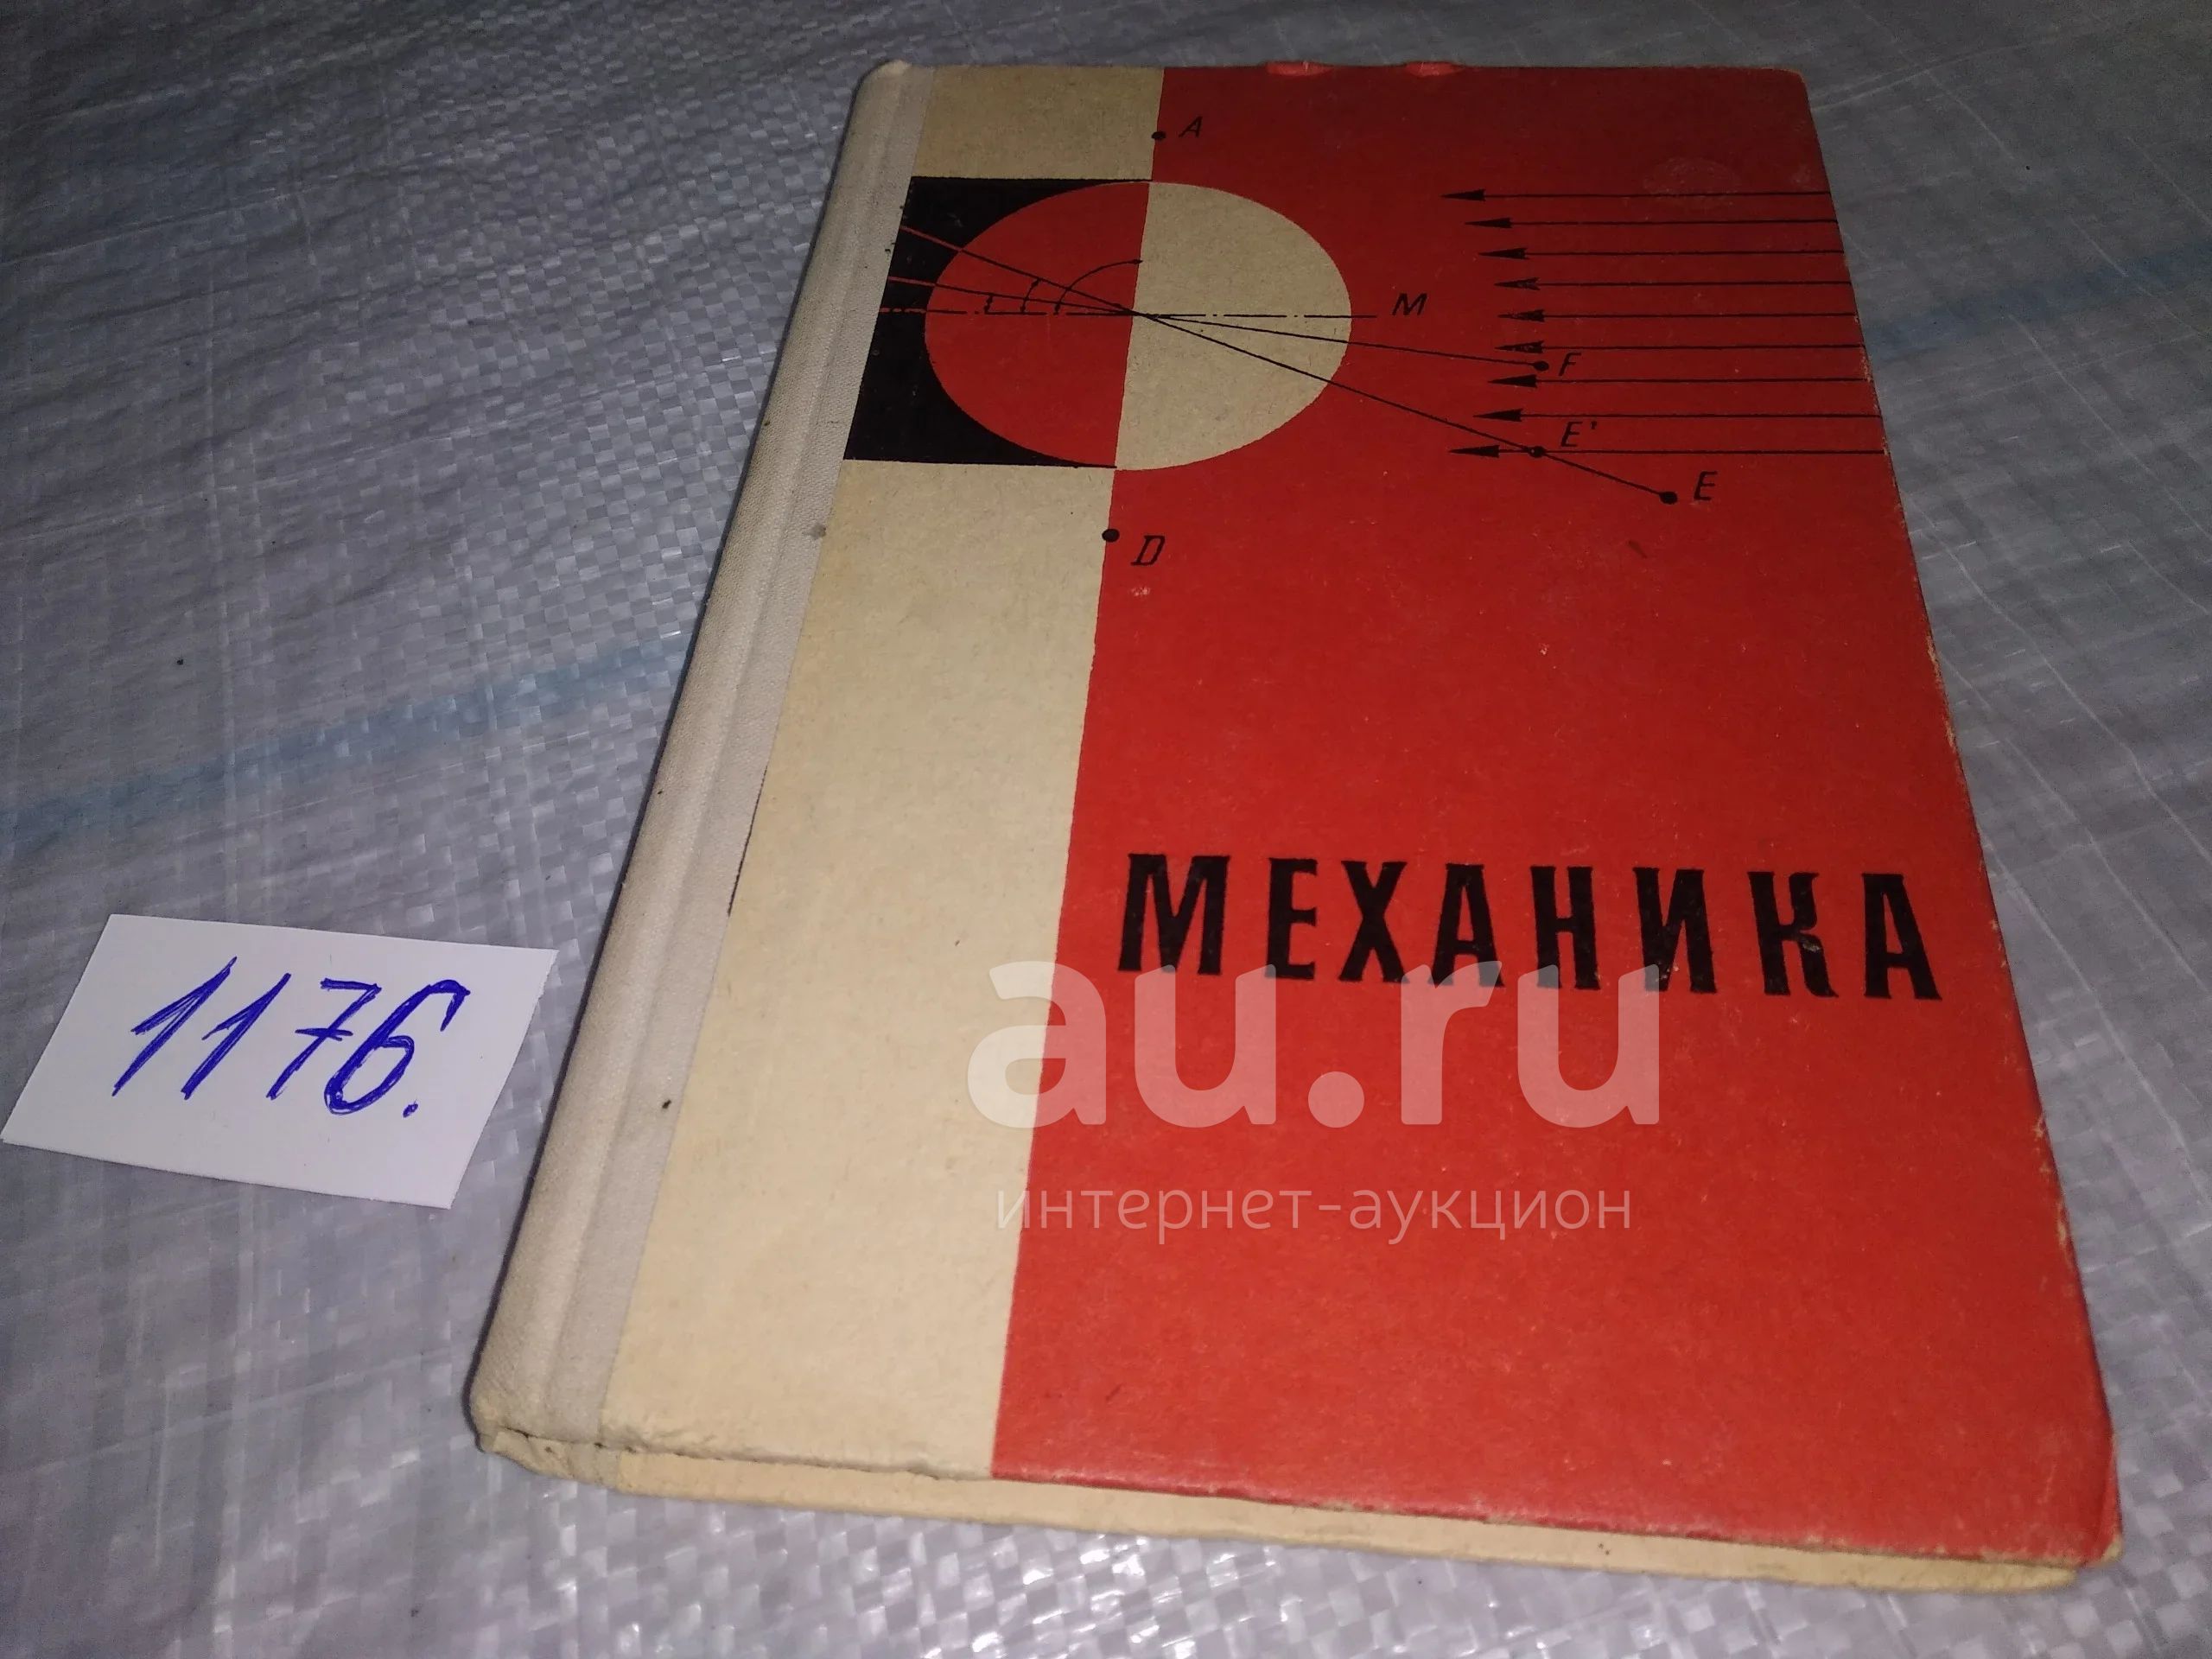 A
M
F
E'
E
D
МЕХАНИКА
1176.
au.ru
интернет-аукцион